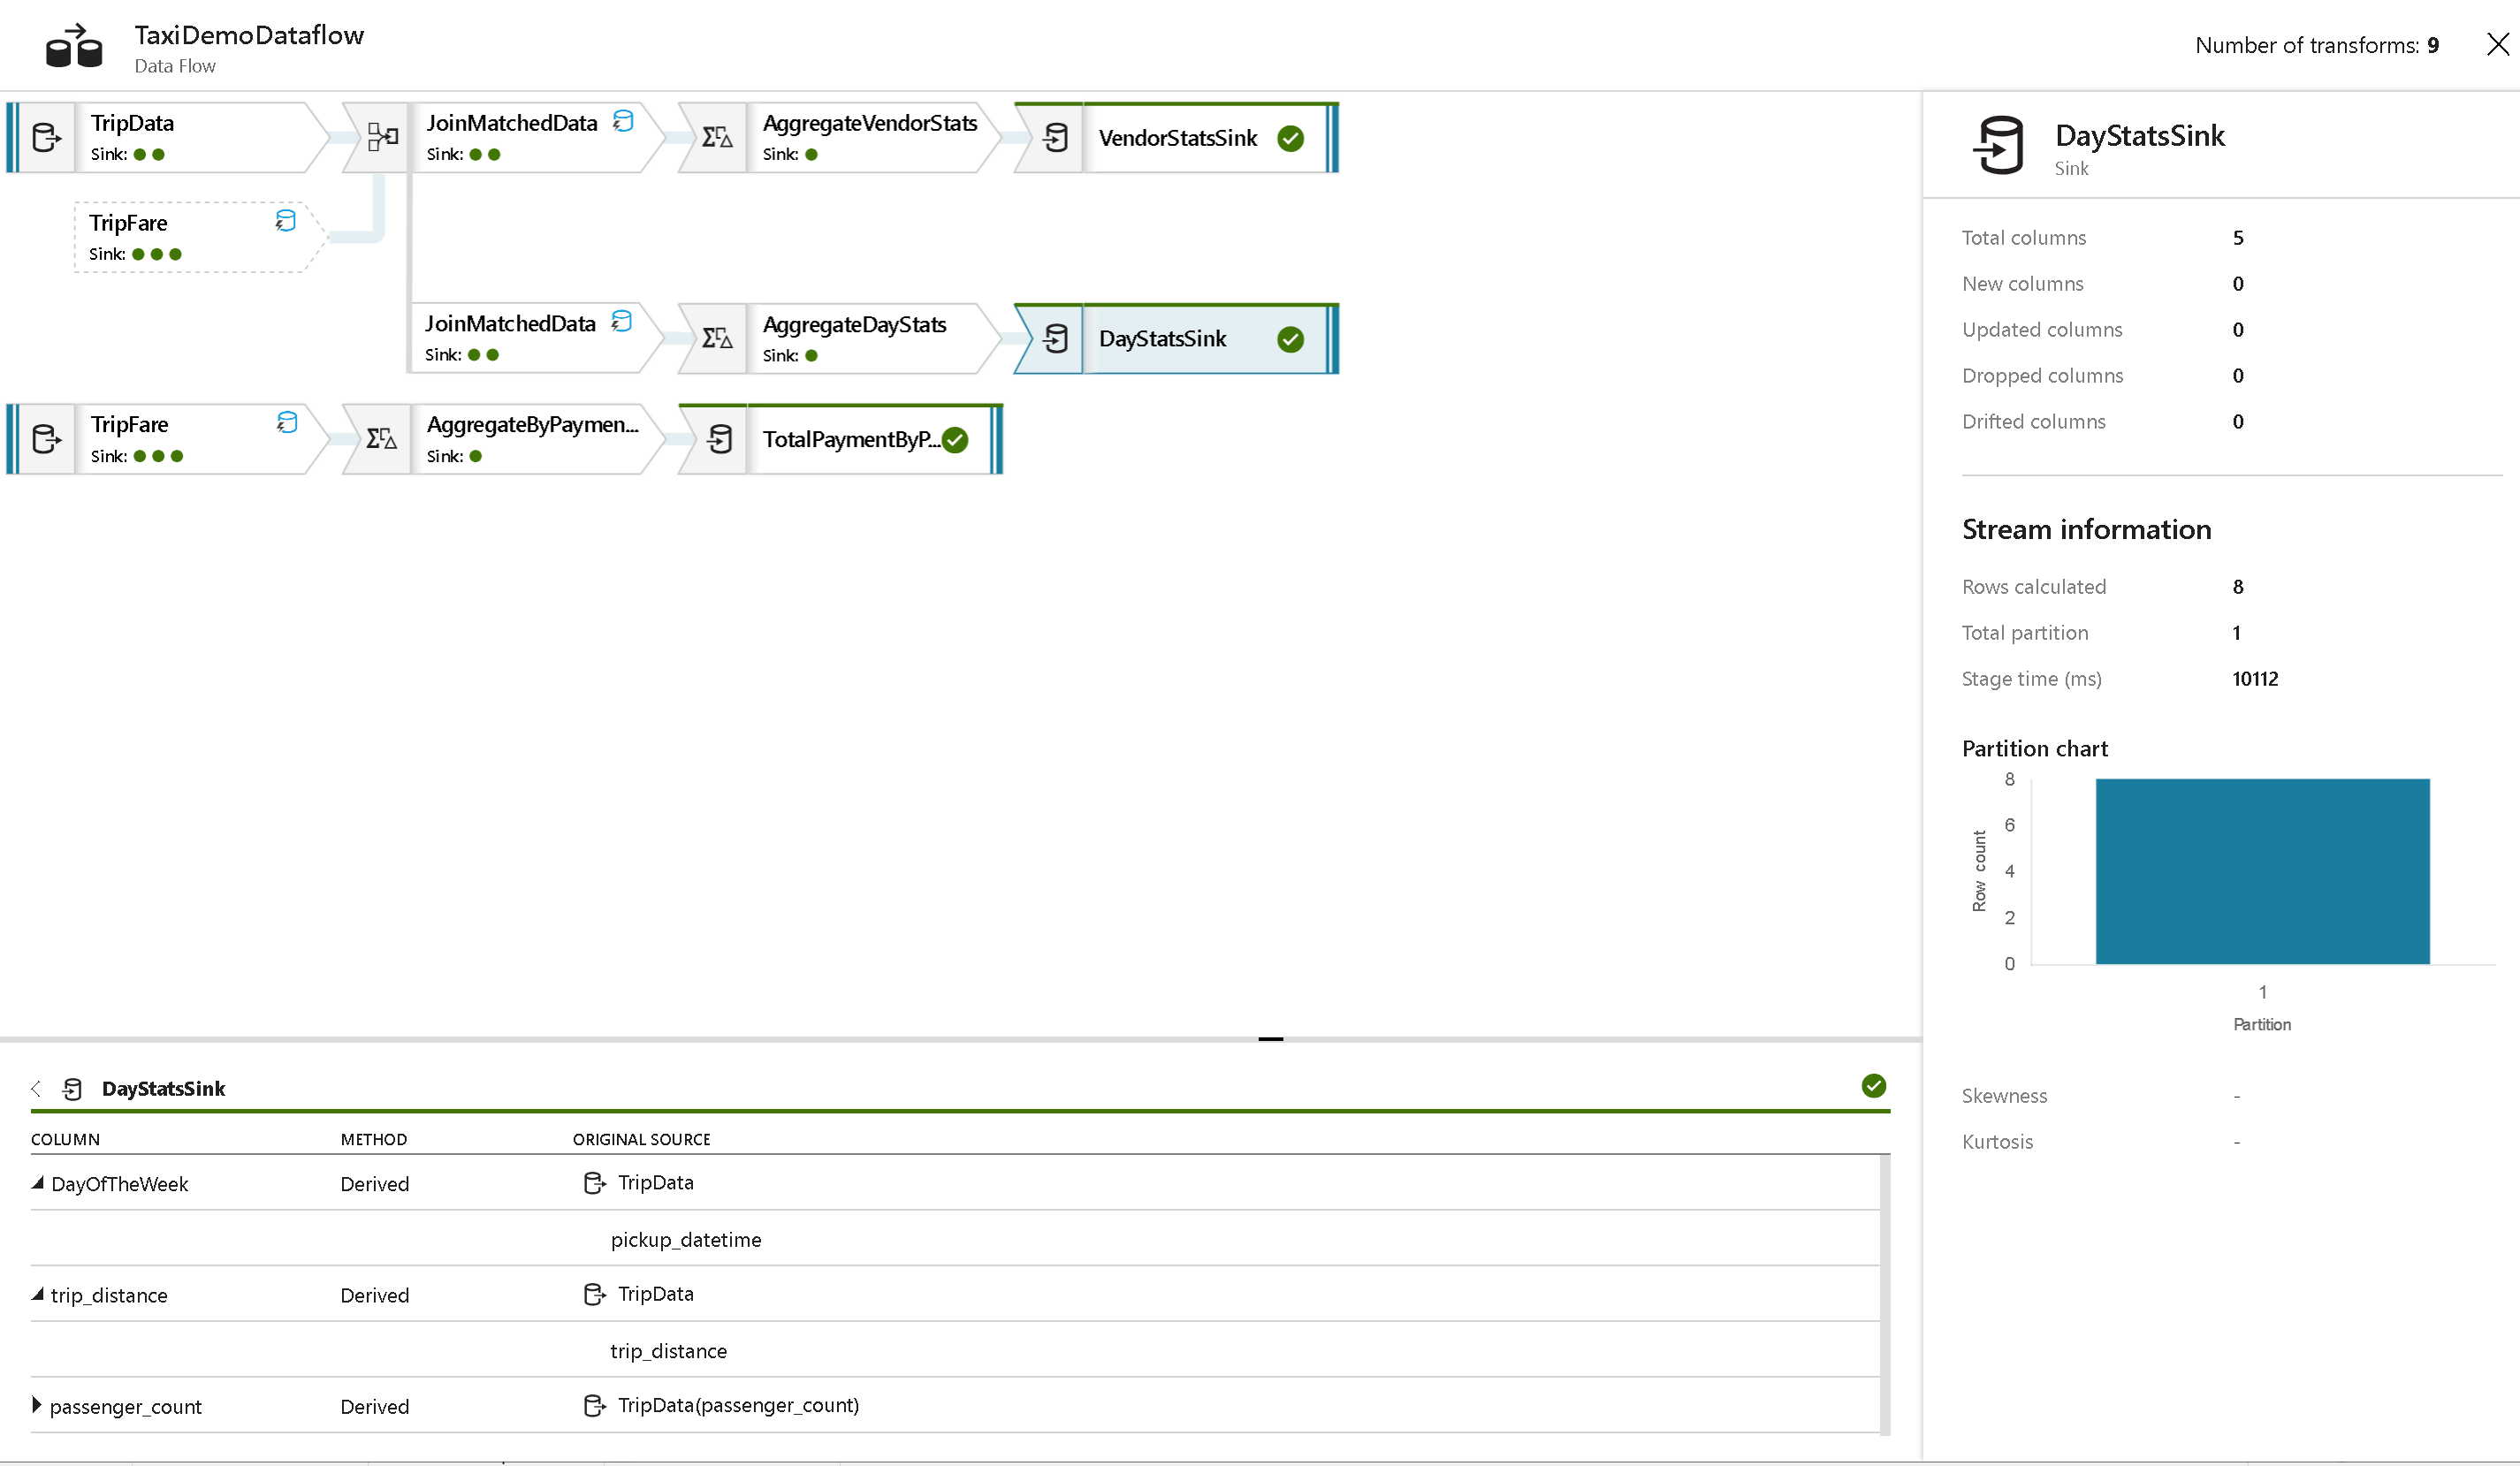 TaxiDemoDataflow
Data Flow
Number of transforms: 9
TripData
Sink:
JoinMatchedData
Sink:
AggregateVendorStats
Sink:
VendorStatsSink
TripFare
Sink:
JoinMatchedData
Sink:
AggregateDayStats
Sink:
DayStatsSink
TripFare
Sink:
AggregateByPaymen...
Sink:
TotalPaymentByP...
DayStatsSink
Sink
Total columns 5
New columns 0
Updated columns 0
Dropped columns 0
Drifted columns 0
Stream information
Rows calculated 8
Total partition 1
Stage time (ms) 10112
Partition chart
8
6
4
2
0
Row count
1
Partition
Skewness -
Kurtosis -
DayStatsSink
COLUMN METHOD ORIGINAL SOURCE
DayOfTheWeek Derived TripData
pickup_datetime
trip_distance Derived TripData
trip_distance
passenger_count Derived TripData(passenger_count)